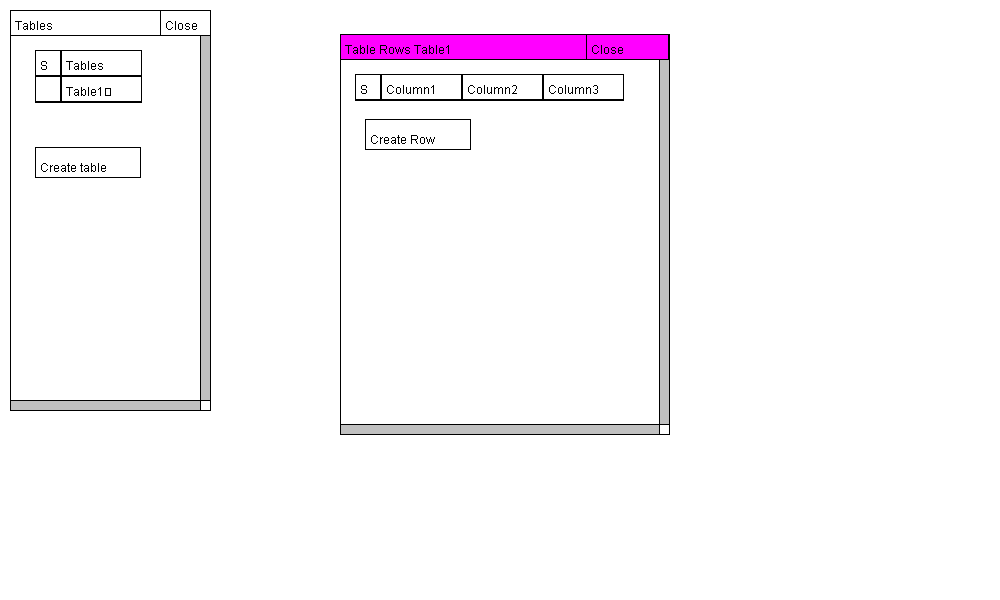 Tables Close
S Tables
Table1▯
Create table
Table Rows Table1 Close
S Column1 Column2 Column3
Create Row